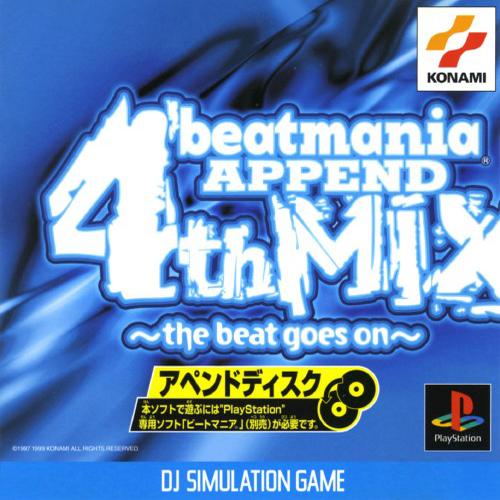 KONAMI
beatmania®
APPEND
4thMiX
~the beat goes on~
アペンドディスク
本ソフトで遊ぶには"PlayStation"
専用ソフト「ビートマニア」(別売)が必要です。
©1997 1999 KONAMI ALL RIGHTS RESERVED.
PlayStation
DJ SIMULATION GAME